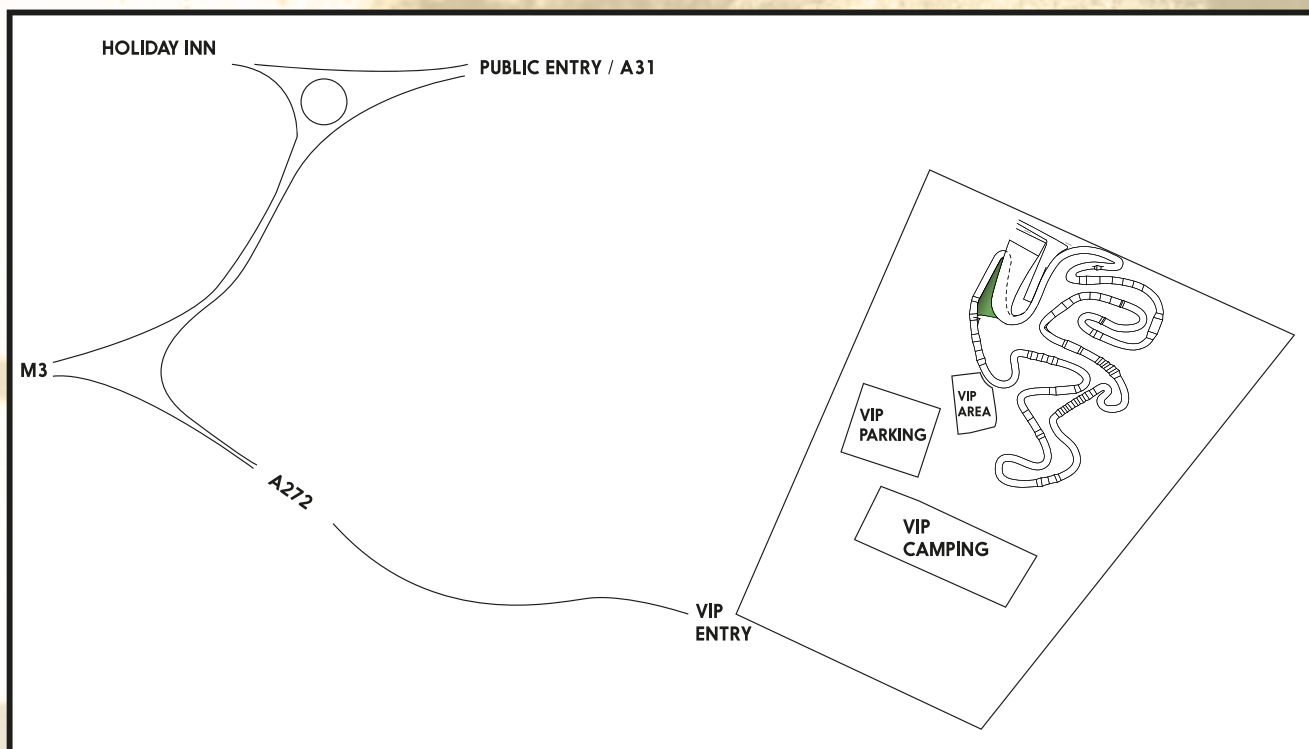 HOLIDAY INN
PUBLIC ENTRY / A31
M3
A272
VIP
ENTRY
VIP
PARKING
VIP
AREA
VIP
CAMPING